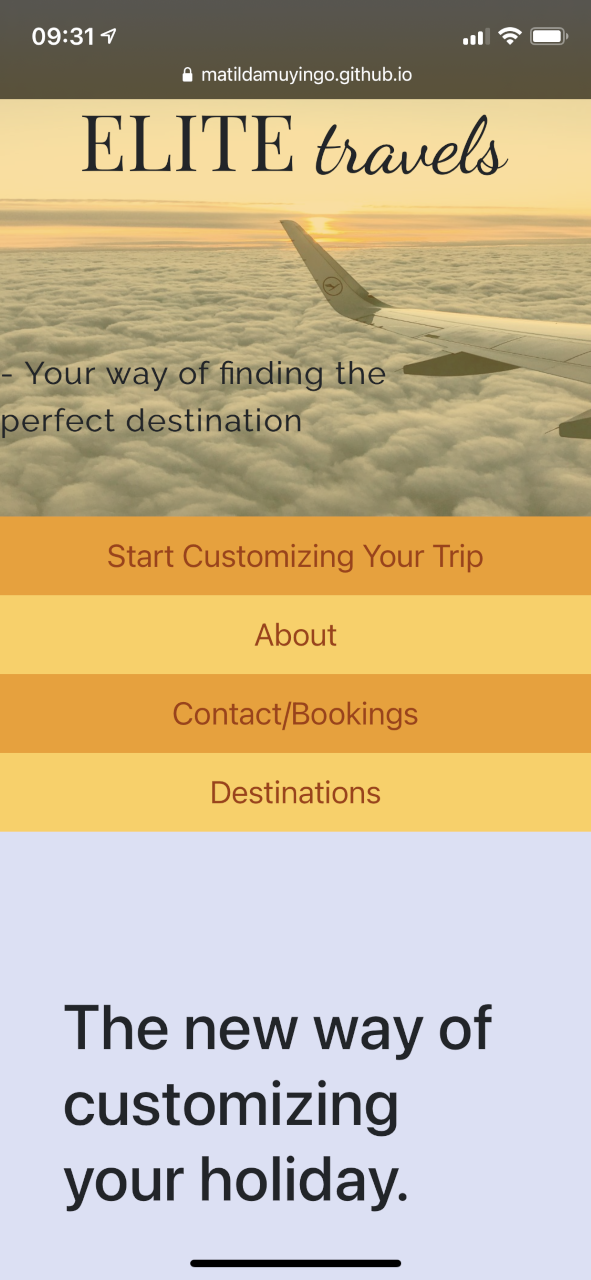 09:31
matildamuyingo.github.io
ELITE travels
- Your way of finding the
perfect destination
Start Customizing Your Trip
About
Contact/Bookings
Destinations
The new way of
customizing
your holiday.